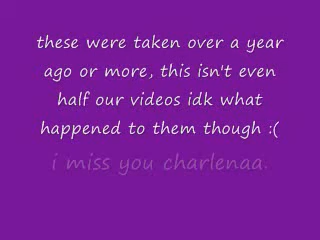 these were taken over a year
ago or more, this isn't even
half our videos idk what
happened to them though :(
i miss you charlenaa.